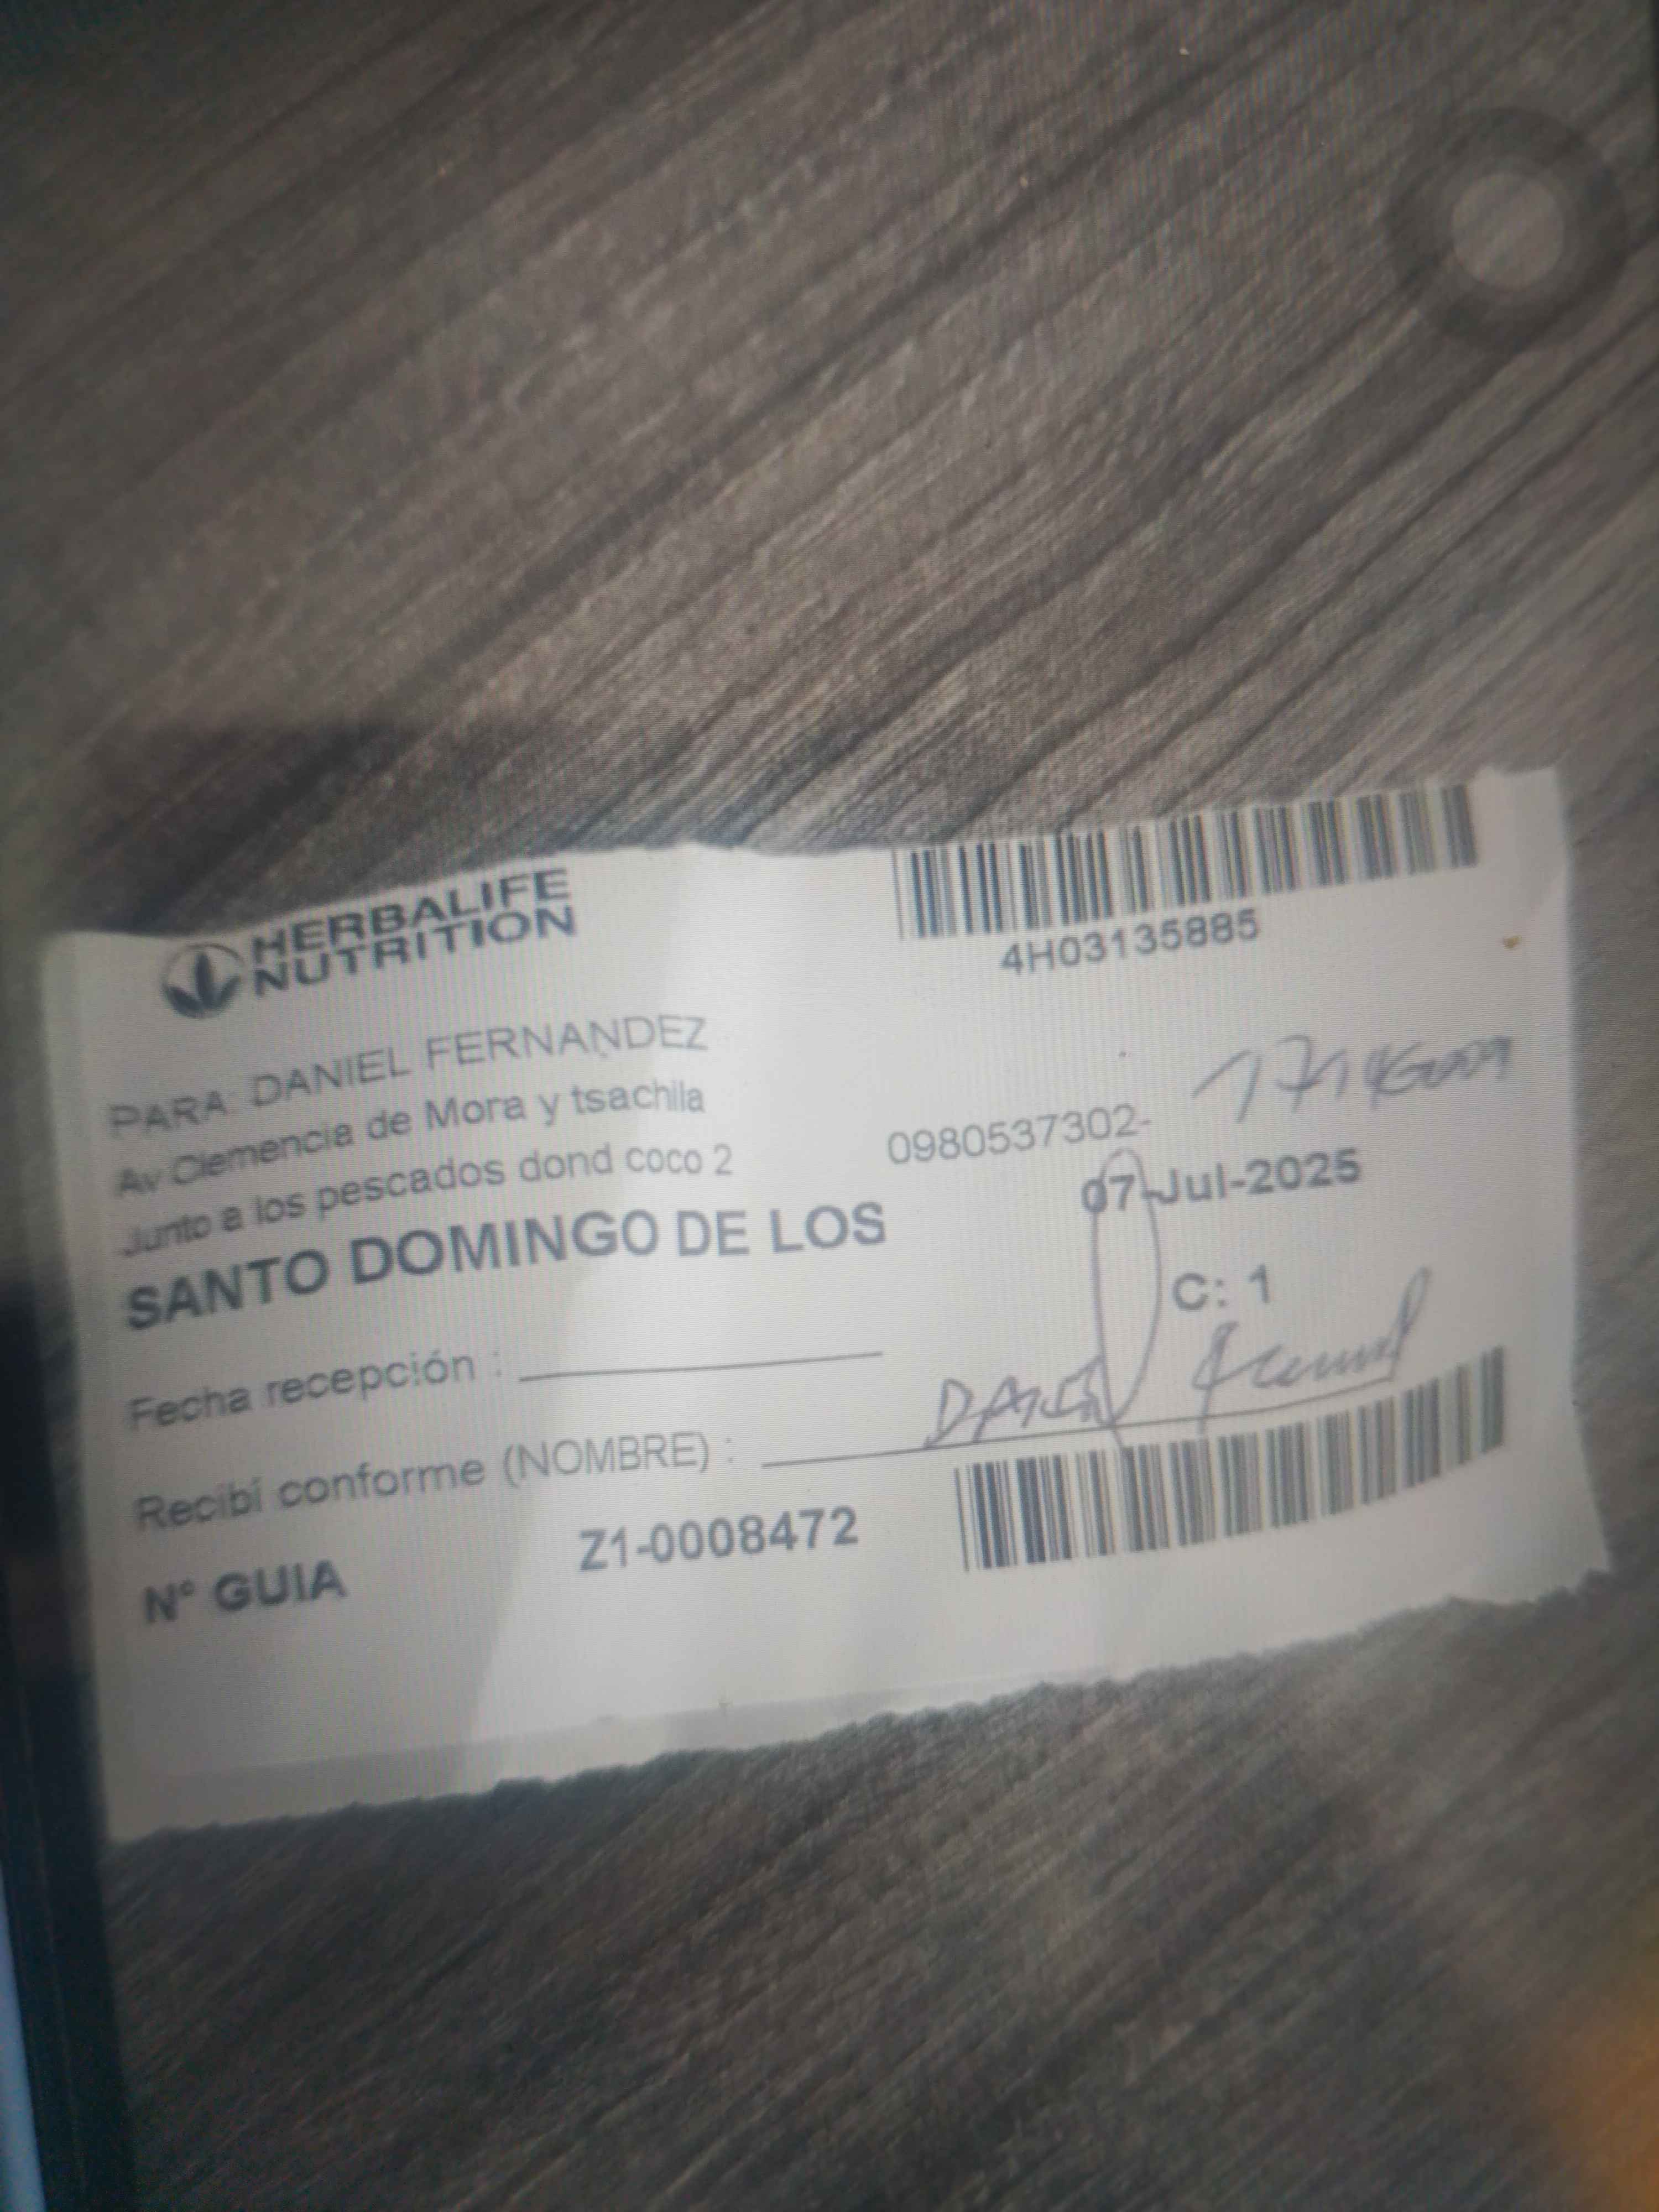 HERBALIFE
NUTRITION
4H03135885
PARA: DANIEL FERNANDEZ
Av Clemencia de Mora y tsachila
Junto a los pescados dond coco 2
0980537302-
SANTO DOMINGO DE LOS
07-Jul-2025
C: 1
Fecha recepción :
Recibí conforme (NOMBRE) :
N° GUIA
Z1-0008472